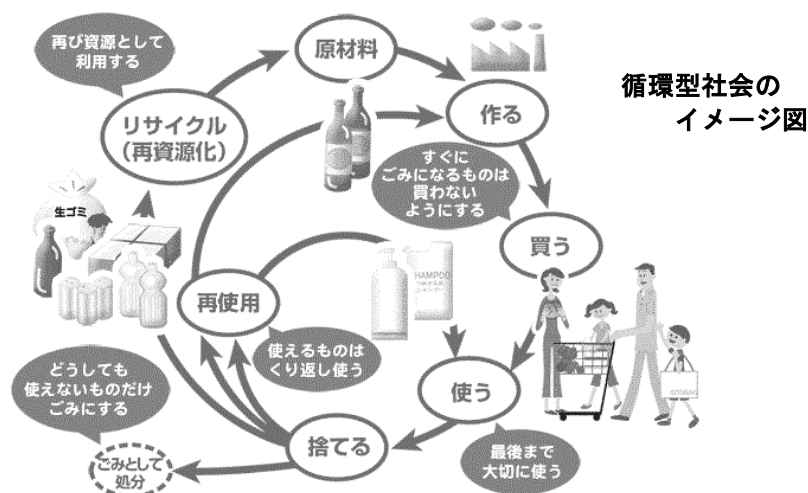 循環型社会の
イメージ図
再び資源として
利用する
原材料
作る
リサイクル
(再資源化)
すぐに
ごみになるものは
買わない
ようにする
生ゴミ
買う
SHAMPOO
シャンプー
再使用
使えるものは
くり返し使う
どうしても
使えないものだけ
ごみにする
使う
捨てる
最後まで
大切に使う
ごみとして
処分